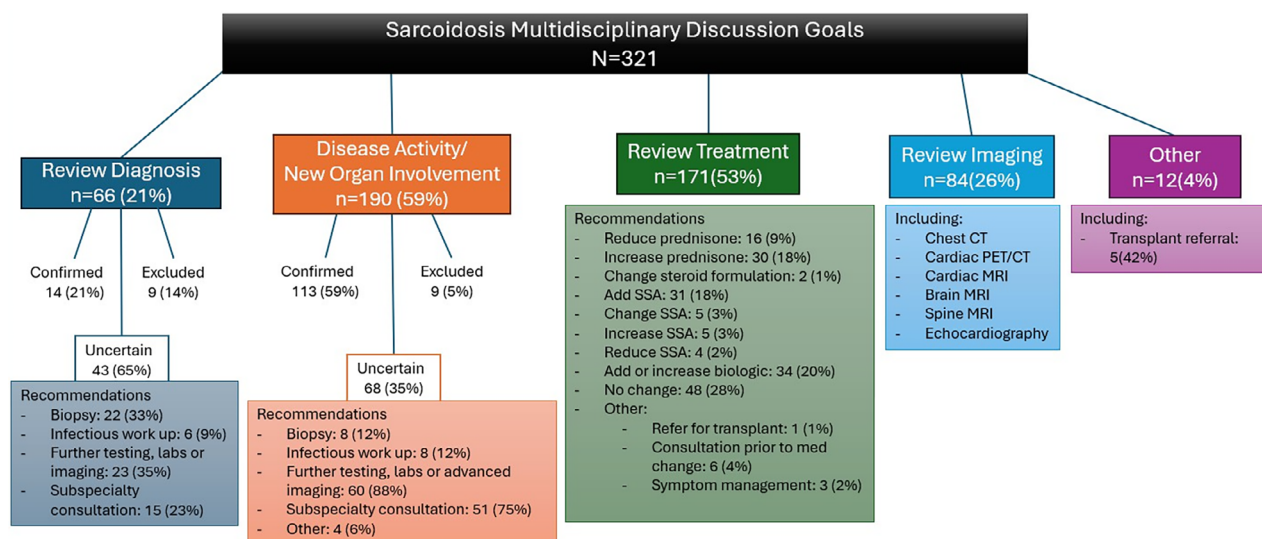 Sarcoidosis Multidisciplinary Discussion Goals
N=321
Review Diagnosis
n=66 (21%)
Confirmed
14 (21%)
Excluded
9 (14%)
Uncertain
43 (65%)
Recommendations
- Biopsy: 22 (33%)
- Infectious work up: 6 (9%)
- Further testing, labs or
imaging: 23 (35%)
- Subspecialty
consultation: 15 (23%)
Disease Activity/
New Organ Involvement
n=190 (59%)
Confirmed
113 (59%)
Excluded
9 (5%)
Uncertain
68 (35%)
Recommendations
- Biopsy: 8 (12%)
- Infectious work up: 8 (12%)
- Further testing, labs or advanced
imaging: 60 (88%)
- Subspecialty consultation: 51 (75%)
- Other: 4 (6%)
Review Treatment
n=171(53%)
Recommendations
- Reduce prednisone: 16 (9%)
- Increase prednisone: 30 (18%)
- Change steroid formulation: 2 (1%)
- Add SSA: 31 (18%)
- Change SSA: 5 (3%)
- Increase SSA: 5 (3%)
- Reduce SSA: 4 (2%)
- Add or increase biologic: 34 (20%)
- No change: 48 (28%)
- Other:
- Refer for transplant: 1 (1%)
- Consultation prior to med
change: 6 (4%)
- Symptom management: 3 (2%)
Review Imaging
n=84(26%)
Including:
- Chest CT
- Cardiac PET/CT
- Cardiac MRI
- Brain MRI
- Spine MRI
- Echocardiography
Other
n=12(4%)
Including:
- Transplant referral:
5(42%)